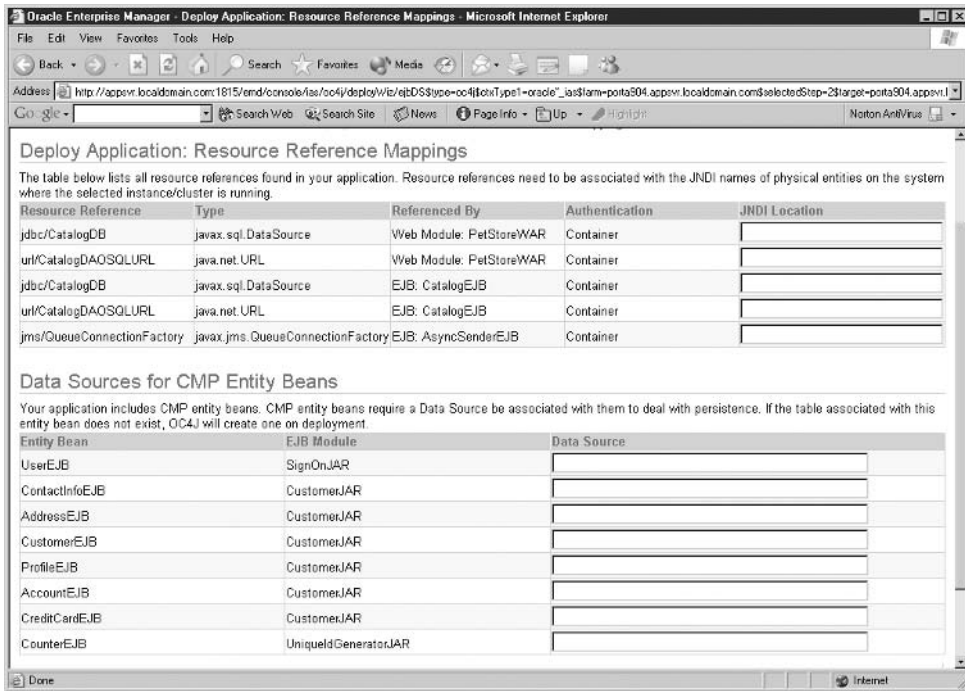 Oracle Enterprise Manager - Deploy Application: Resource Reference Mappings - Microsoft Internet Explorer
File Edit View Favorites Tools Help
Back Search Favorites Media
Address http://appsvr.localdomain.com:1815/emd/console/ias/oc4j/deployWiz/ejbDS$type=oc4j$ctxType1=oracle"_ias$farm=porta904.appsvr.localdomain.com$selectedStep=2$target=porta904.appsvr.l
Google Search Web Search Site News Page Info Up Highlight Norton AntiVirus
Deploy Application: Resource Reference Mappings
The table below lists all resource references found in your application. Resource references need to be associated with the JNDI names of physical entities on the system
where the selected instance/cluster is running.
Resource Reference Type Referenced By Authentication JNDI Location
jdbc/CatalogDB javax.sql.DataSource Web Module: PetStoreWAR Container
url/CatalogDAOSQLURL java.net.URL Web Module: PetStoreWAR Container
jdbc/CatalogDB javax.sql.DataSource EJB: CatalogEJB Container
url/CatalogDAOSQLURL java.net.URL EJB: CatalogEJB Container
jms/QueueConnectionFactory javax.jms.QueueConnectionFactory EJB: AsyncSenderEJB Container
Data Sources for CMP Entity Beans
Your application includes CMP entity beans. CMP entity beans require a Data Source be associated with them to deal with persistence. If the table associated with this
entity bean does not exist, OC4J will create one on deployment.
Entity Bean EJB Module Data Source
UserEJB SignOnJAR
ContactInfoEJB CustomerJAR
AddressEJB CustomerJAR
CustomerEJB CustomerJAR
ProfileEJB CustomerJAR
AccountEJB CustomerJAR
CreditCardEJB CustomerJAR
CounterEJB UniqueIdGeneratorJAR
Done Internet